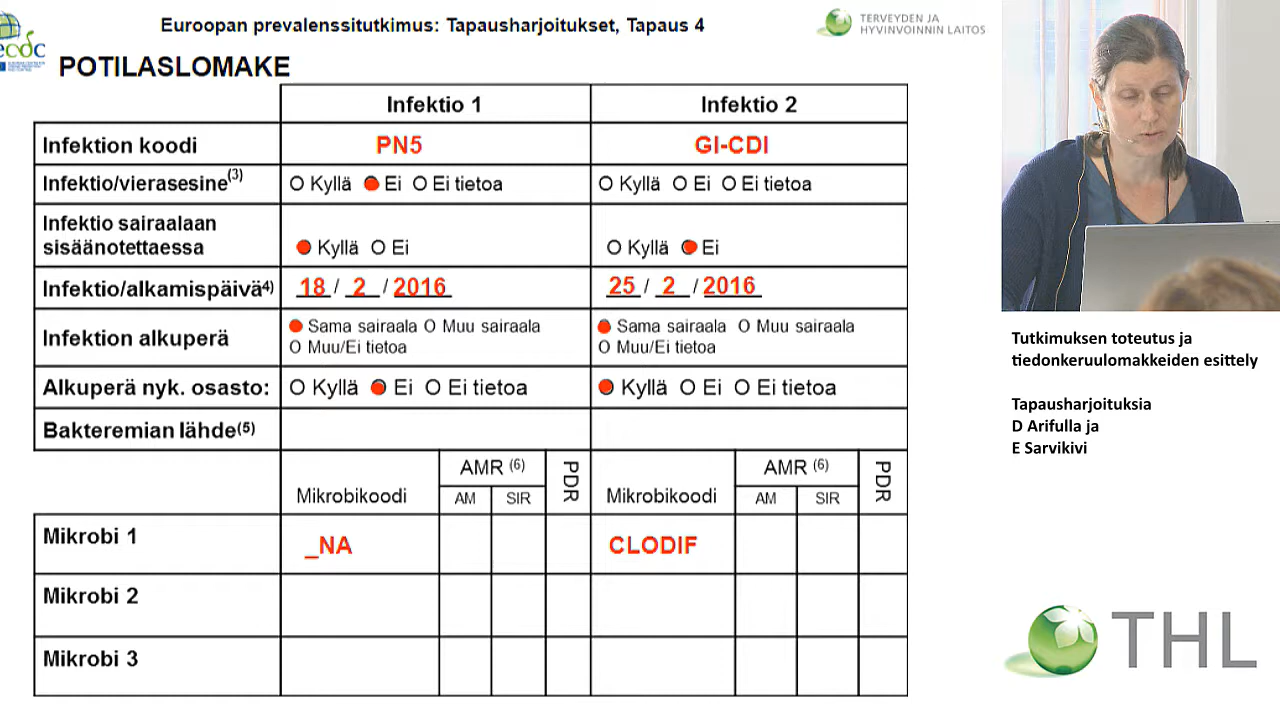 Euroopan prevalenssitutkimus: Tapausharjoitukset, Tapaus 4
TERVEYDEN JA
HYVINVOINNIN LAITOS
ecdc
POTILASLOMAKE
Infektio 1 Infektio 2
Infektion koodi PN5 GI-CDI
Infektio/vierasesine(3) O Kyllä Ei O Ei tietoa O Kyllä O Ei O Ei tietoa
Infektio sairaalaan
sisäänotettaessa Kyllä O Ei O Kyllä Ei
Infektio/alkamispäivä4) 18 / 2 / 2016 25 / 2 / 2016
Infektion alkuperä Sama sairaala O Muu sairaala Sama sairaala O Muu sairaala
O Muu/Ei tietoa O Muu/Ei tietoa
Alkuperä nyk. osasto: O Kyllä Ei O Ei tietoa Kyllä O Ei O Ei tietoa
Bakteremian lähde(5)
Mikrobikoodi AMR (6) PDR Mikrobikoodi AMR (6) PDR
AM SIR AM SIR
Mikrobi 1 _NA CLODIF
Mikrobi 2
Mikrobi 3
Tutkimuksen toteutus ja
tiedonkeruulomakkeiden esittely
Tapausharjoituksia
D Arifulla ja
E Sarvikivi
THL